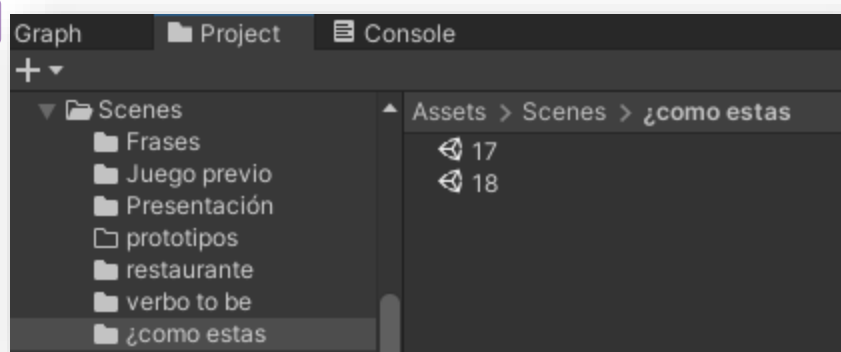 Graph Project Console
Scenes
Frases
Juego previo
Presentación
prototipos
restaurante
verbo to be
¿como estas
Assets > Scenes > ¿como estas
17
18